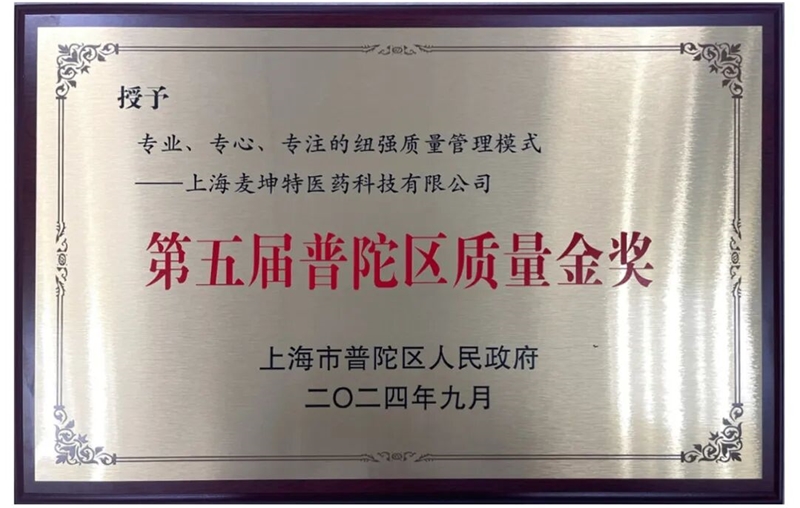 授予
专业、专心、专注的纽强质量管理模式
——上海麦坤特医药科技有限公司
第五届普陀区质量金奖
上海市普陀区人民政府
二〇二四年九月